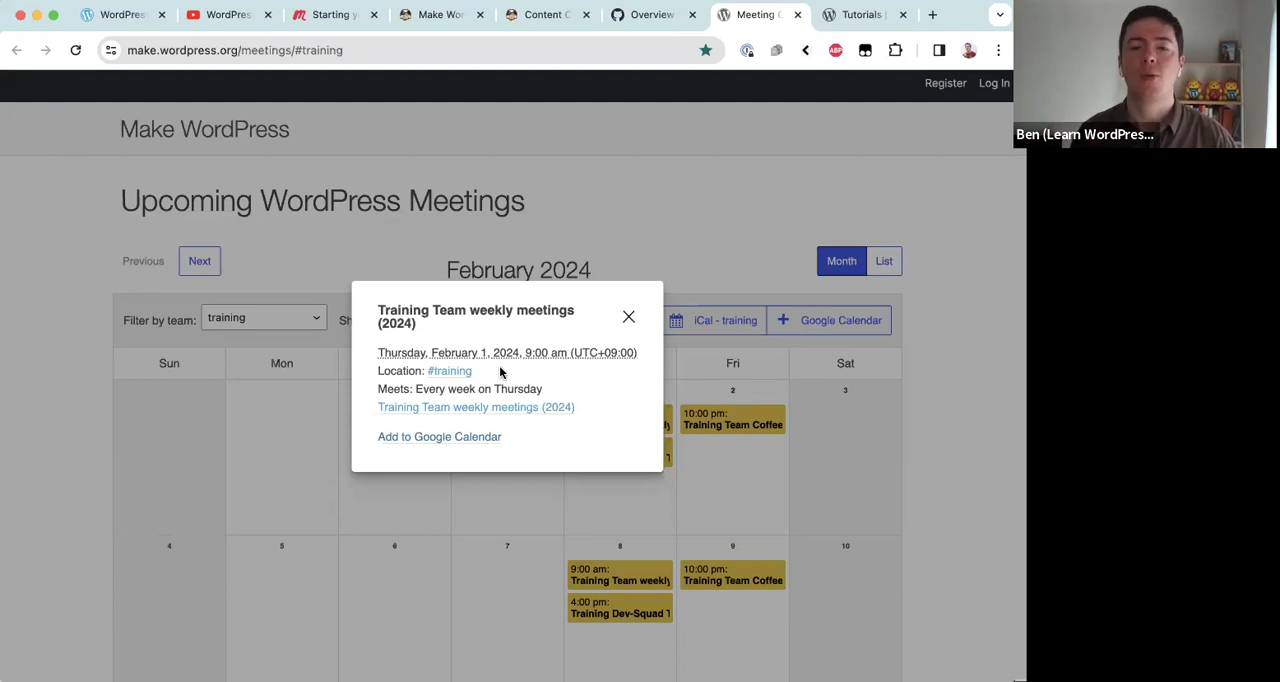 WordPress
WordPres
Starting y
Make Wor
Content C
Overview
Meeting C
Tutorials
make.wordpress.org/meetings/#training
ABP
Ben (Learn WordPres...
Register Log In
Make WordPress
Upcoming WordPress Meetings
Previous Next
February 2024
Month List
Filter by team: training Sh
iCal - training Google Calendar
Training Team weekly meetings
(2024)
Thursday, February 1, 2024, 9:00 am (UTC+09:00)
Location: #training
Meets: Every week on Thursday
Training Team weekly meetings (2024)
Add to Google Calendar
Sun Mon Fri Sat
2 3
10:00 pm:
Training Team Coffee
4 5 6 7 8 9 10
9:00 am:
Training Team weekly
4:00 pm:
Training Dev-Squad T
10:00 pm:
Training Team Coffee